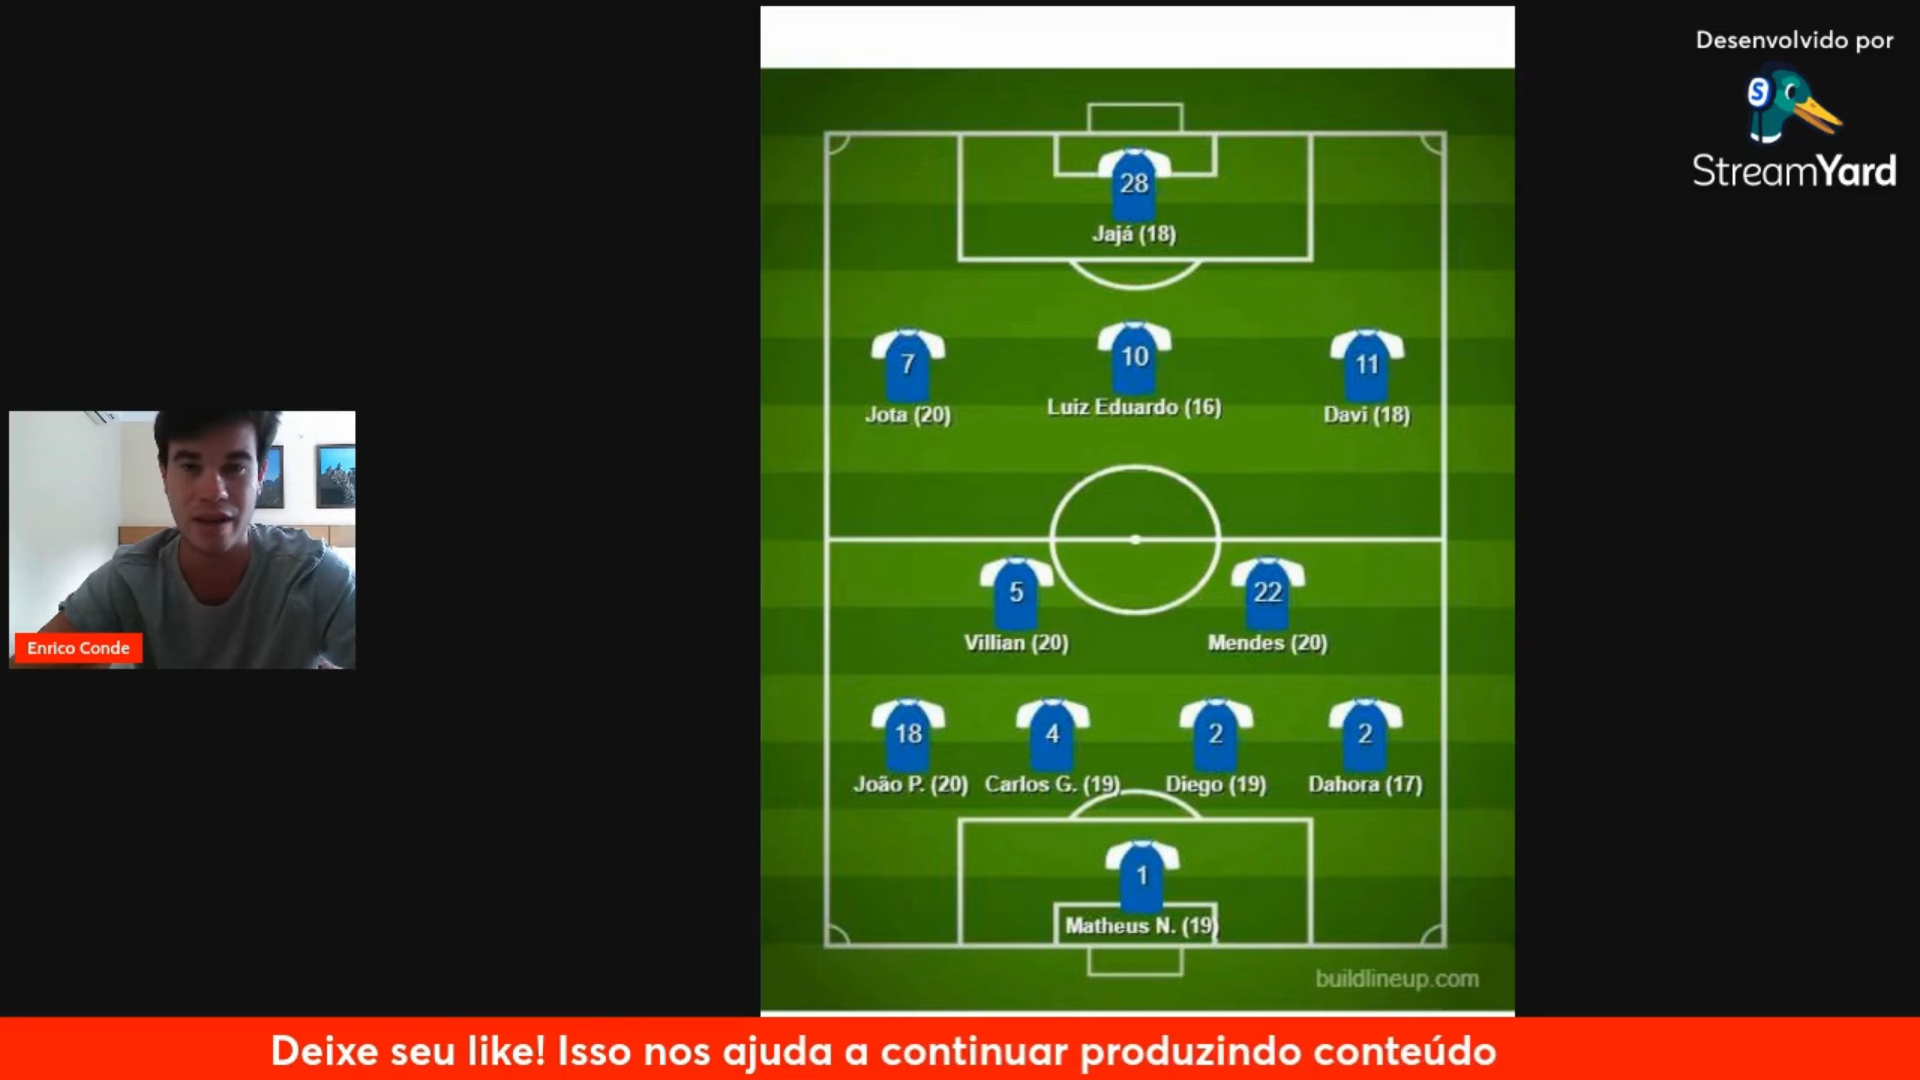 Desenvolvido por
S
StreamYard
28
Jajá (18)
7
10
11
Jota (20)
Luiz Eduardo (16)
Davi (18)
5
22
Villian (20)
Mendes (20)
18
4
2
2
João P. (20)
Carlos G. (19)
Diego (19)
Dahora (17)
1
Matheus N. (19)
buildlineup.com
Enrico Conde
Deixe seu like! Isso nos ajuda a continuar produzindo conteúdo